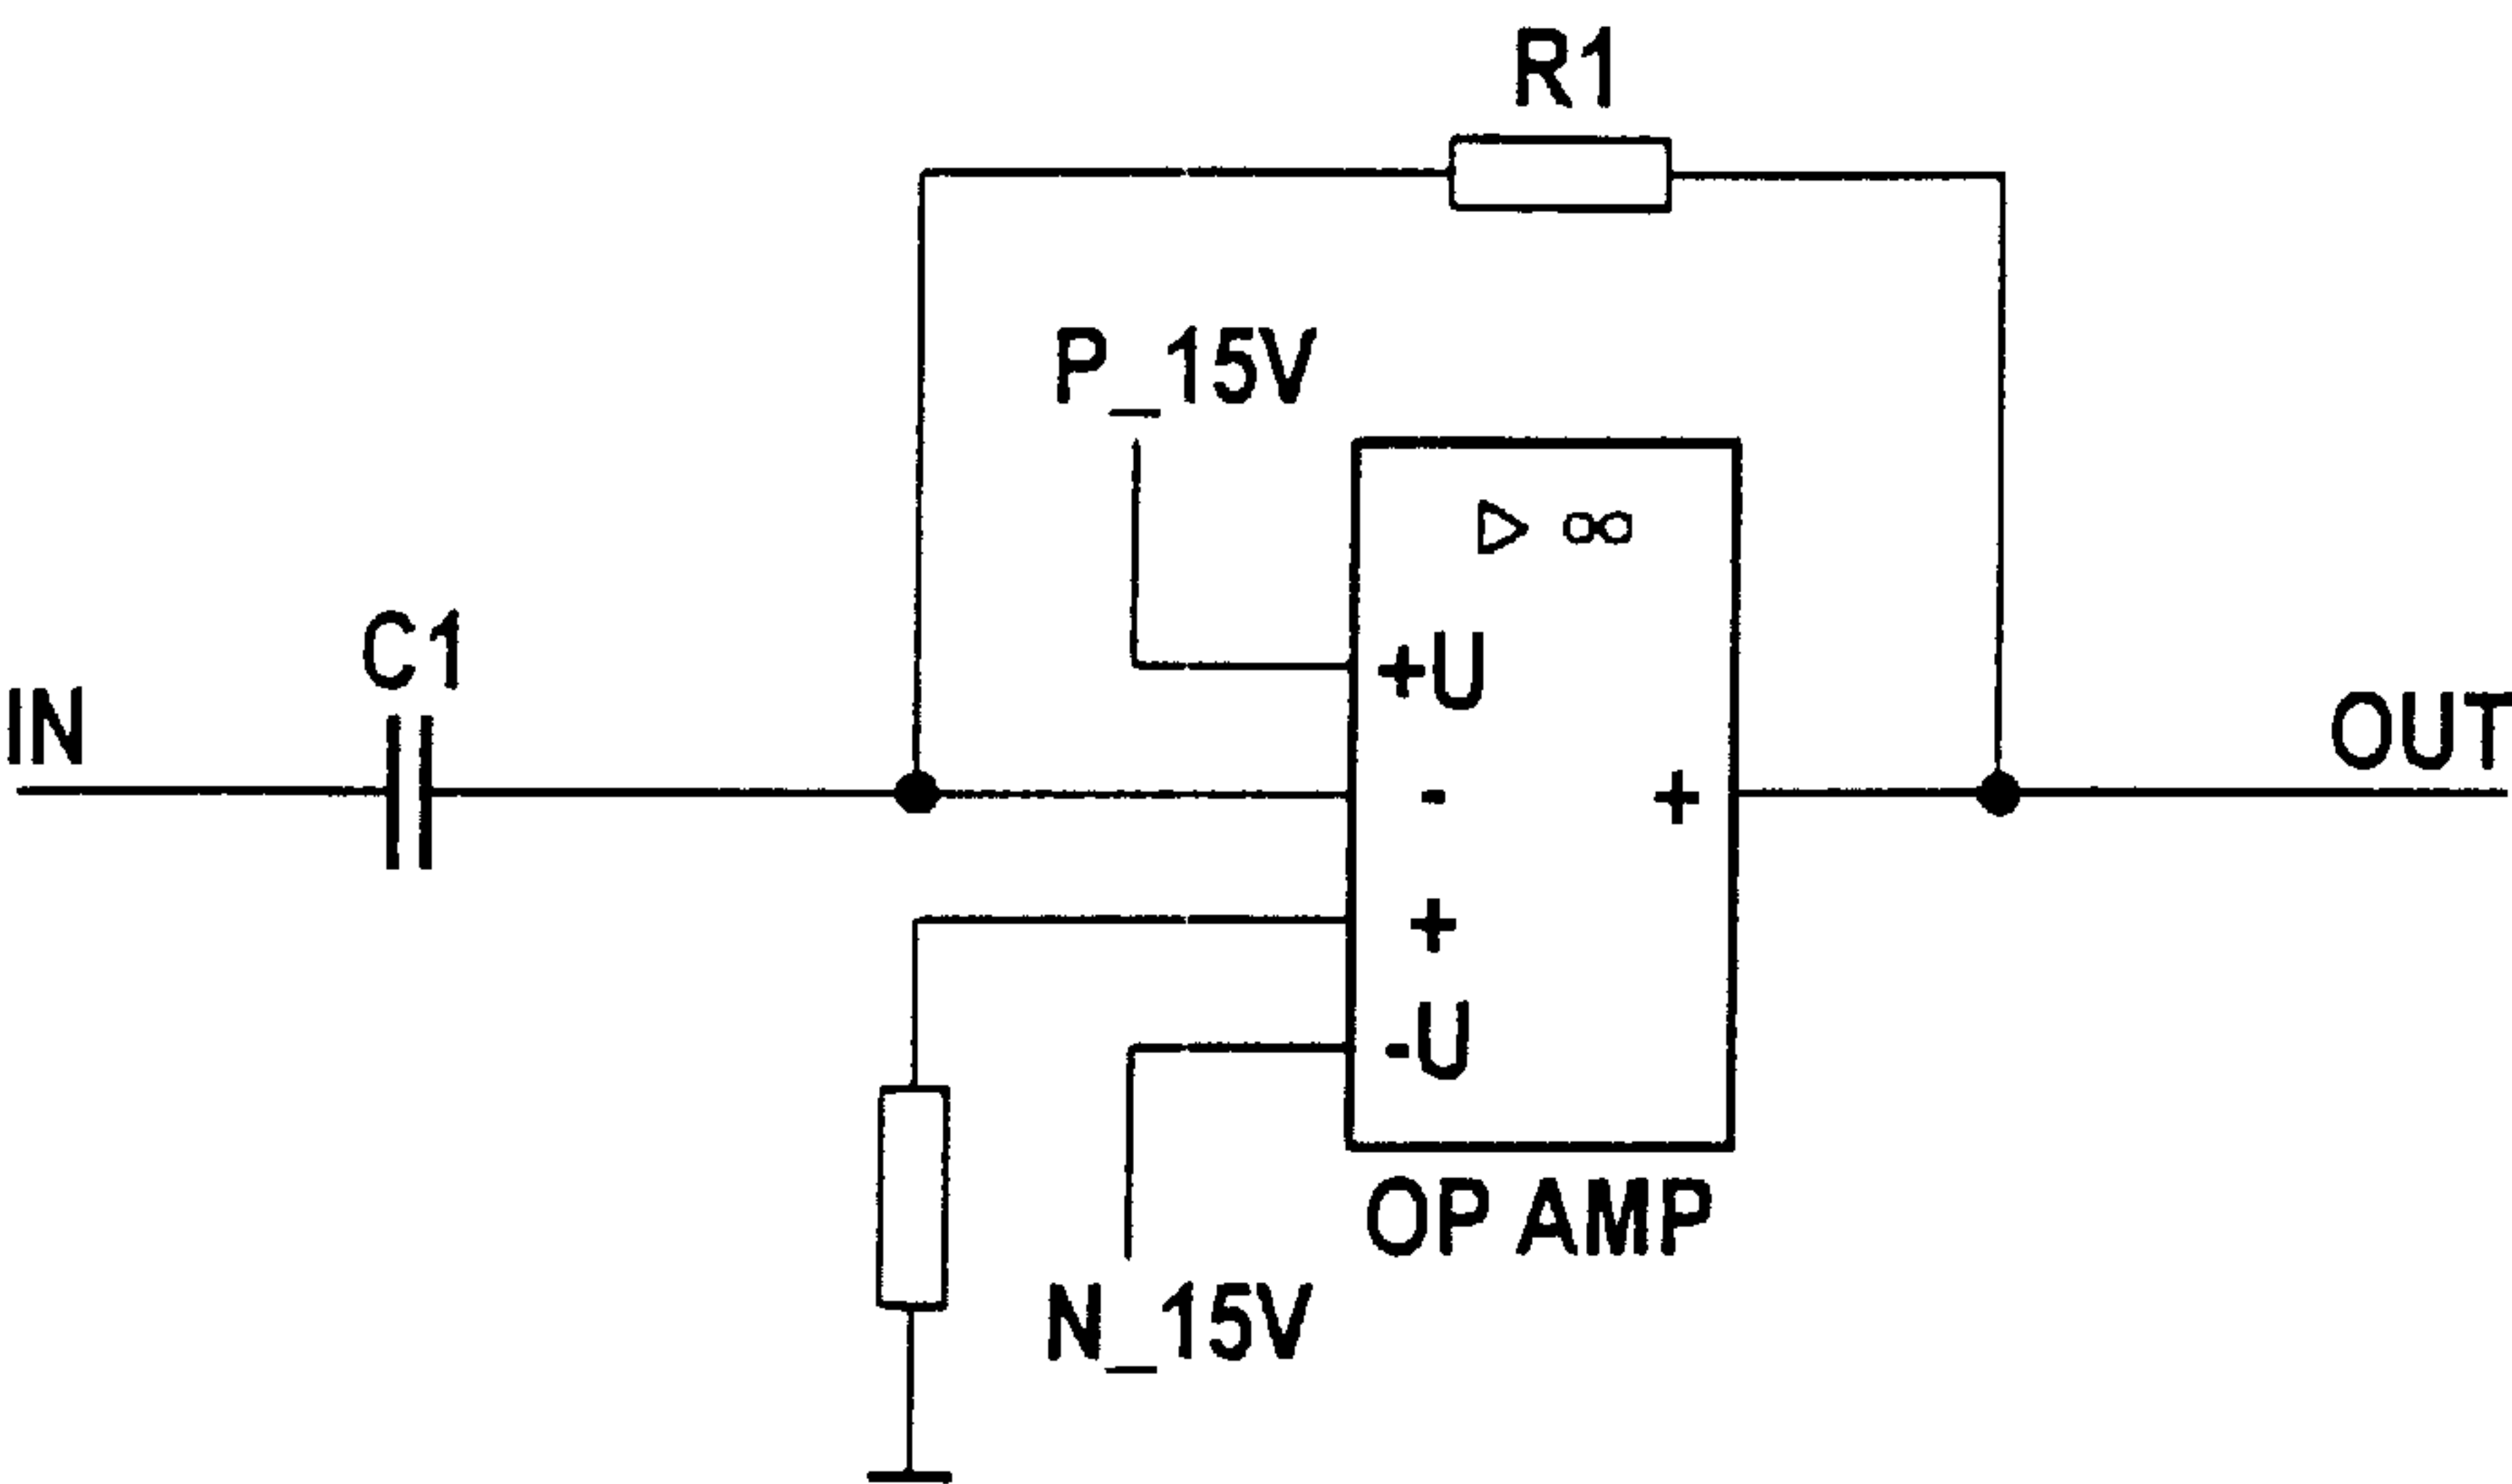 R1
P_15V
▷ ∞
C1
+U
IN
OUT
- +
+
-U
OP AMP
N_15V